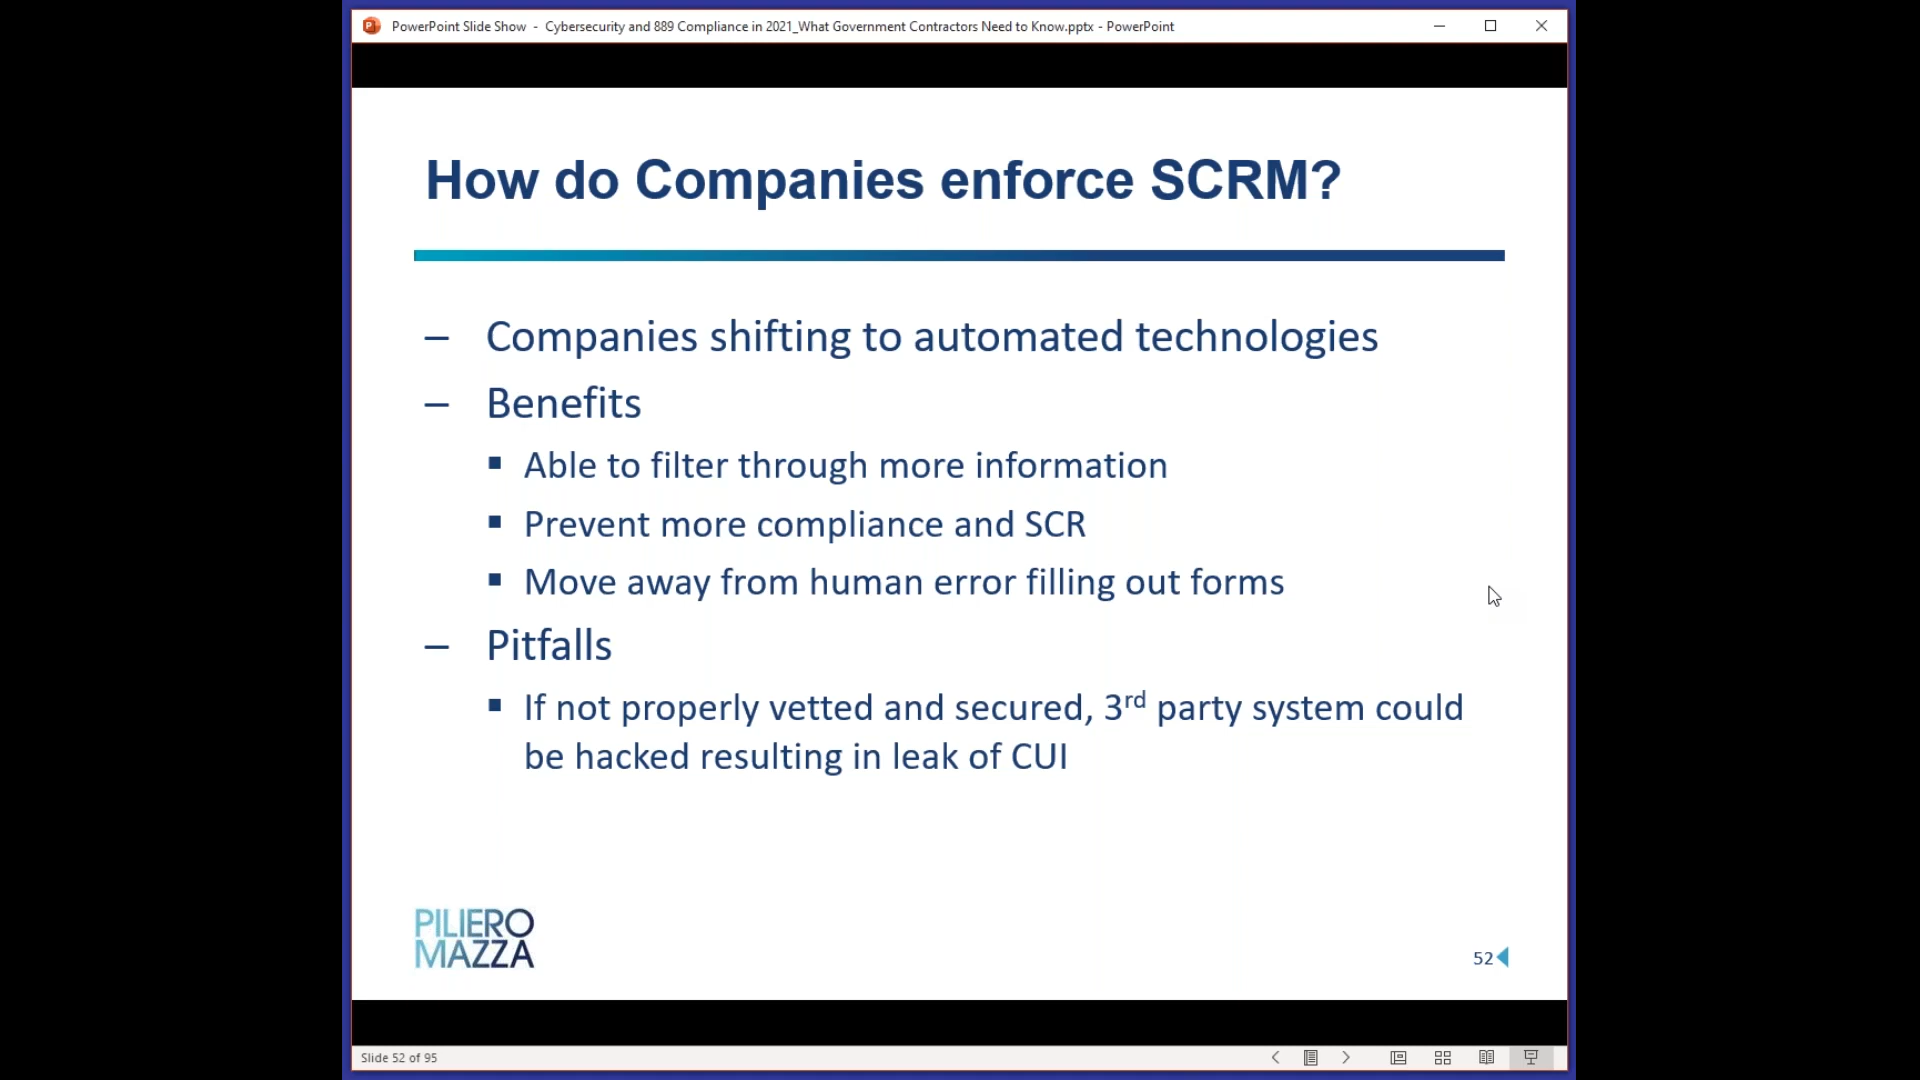 PowerPoint Slide Show - Cybersecurity and 889 Compliance in 2021_What Government Contractors Need to Know.pptx - PowerPoint
How do Companies enforce SCRM?
– Companies shifting to automated technologies
– Benefits
▪ Able to filter through more information
▪ Prevent more compliance and SCR
▪ Move away from human error filling out forms
– Pitfalls
▪ If not properly vetted and secured, 3rd party system could
be hacked resulting in leak of CUI
PILIERO
MAZZA
52
Slide 52 of 95